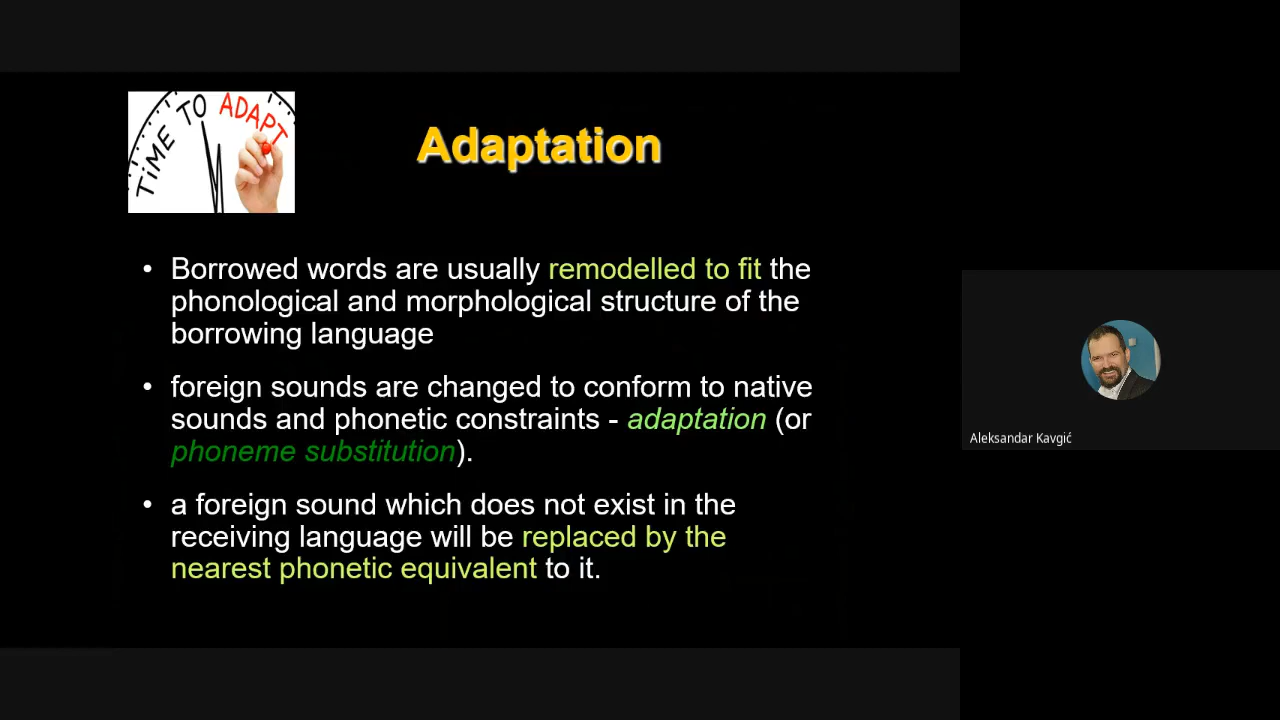 TiME TO ADAPT
Adaptation
• Borrowed words are usually remodelled to fit the
phonological and morphological structure of the
borrowing language
• foreign sounds are changed to conform to native
sounds and phonetic constraints - adaptation (or
phoneme substitution).
• a foreign sound which does not exist in the
receiving language will be replaced by the
nearest phonetic equivalent to it.
Aleksandar Kavgić